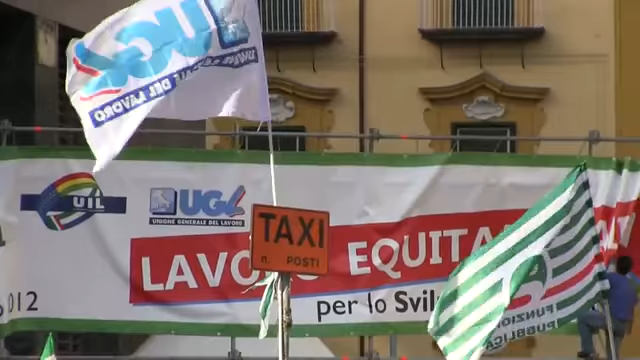 UGL
UNIONE GENERALE DEL LAVORO
UIL
UGL
UNIONE GENERALE DEL LAVORO
TAXI
n. POSTI
LAVORO EQUITA
per lo Svil
012
FUNZIONE
PUBBLICA